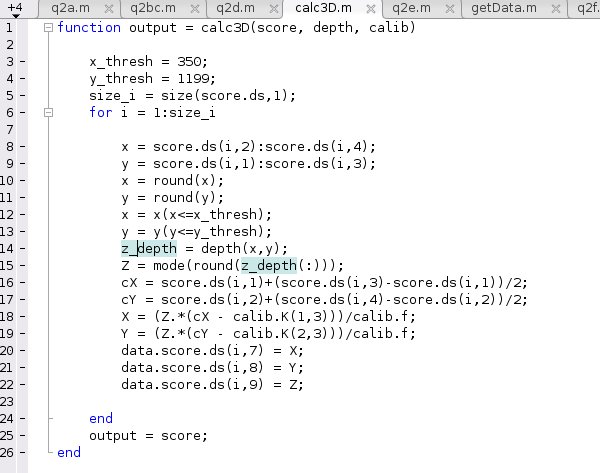 +4 q2a.m q2bc.m q2d.m calc3D.m q2e.m getData.m q2f.
1 function output = calc3D(score, depth, calib)
2
3 - x_thresh = 350;
4 - y_thresh = 1199;
5 - size_i = size(score.ds,1);
6 - for i = 1:size_i
7
8 - x = score.ds(i,2):score.ds(i,4);
9 - y = score.ds(i,1):score.ds(i,3);
10 - x = round(x);
11 - y = round(y);
12 - x = x(x<=x_thresh);
13 - y = y(y<=y_thresh);
14 - z_depth = depth(x,y);
15 - Z = mode(round(z_depth(:)));
16 - cX = score.ds(i,1)+(score.ds(i,3)-score.ds(i,1))/2;
17 - cY = score.ds(i,2)+(score.ds(i,4)-score.ds(i,2))/2;
18 - X = (Z.*(cX - calib.K(1,3)))/calib.f;
19 - Y = (Z.*(cY - calib.K(2,3)))/calib.f;
20 - data.score.ds(i,7) = X;
21 - data.score.ds(i,8) = Y;
22 - data.score.ds(i,9) = Z;
23
24 - end
25 - output = score;
26 - end